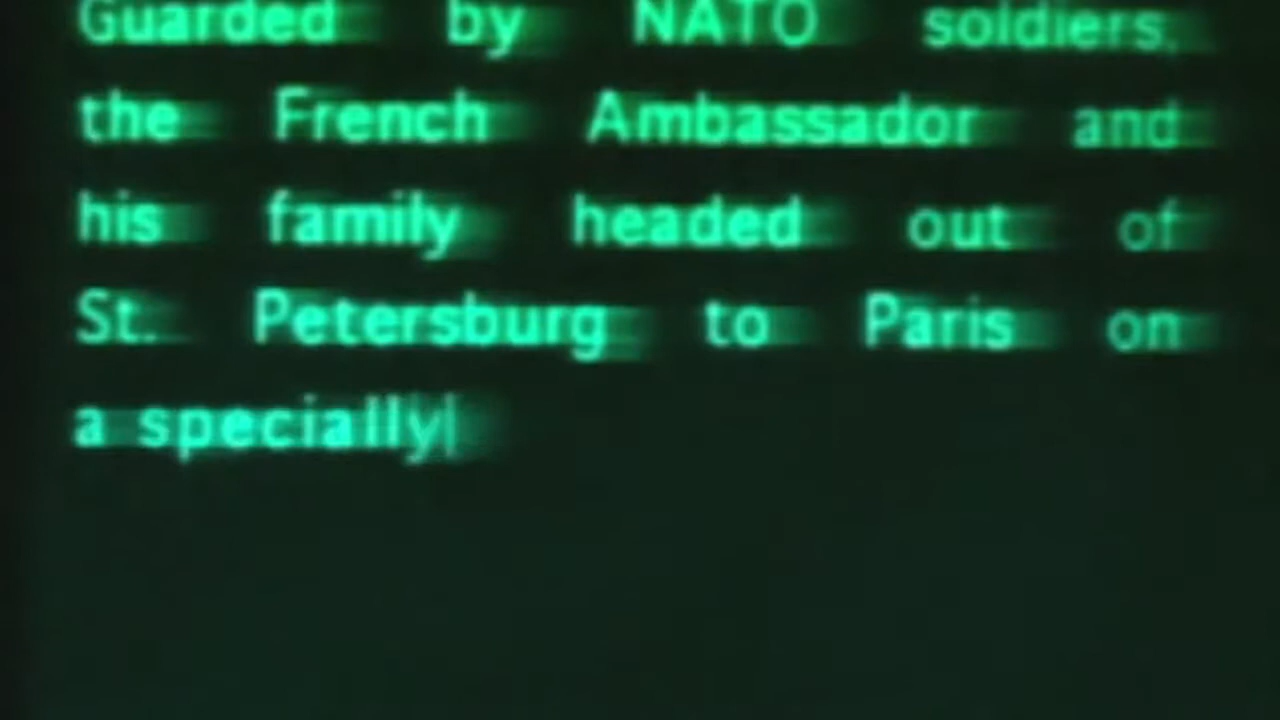 Guarded by NATO soldiers,
the French Ambassador and
his family headed out of
St. Petersburg to Paris on
a specially